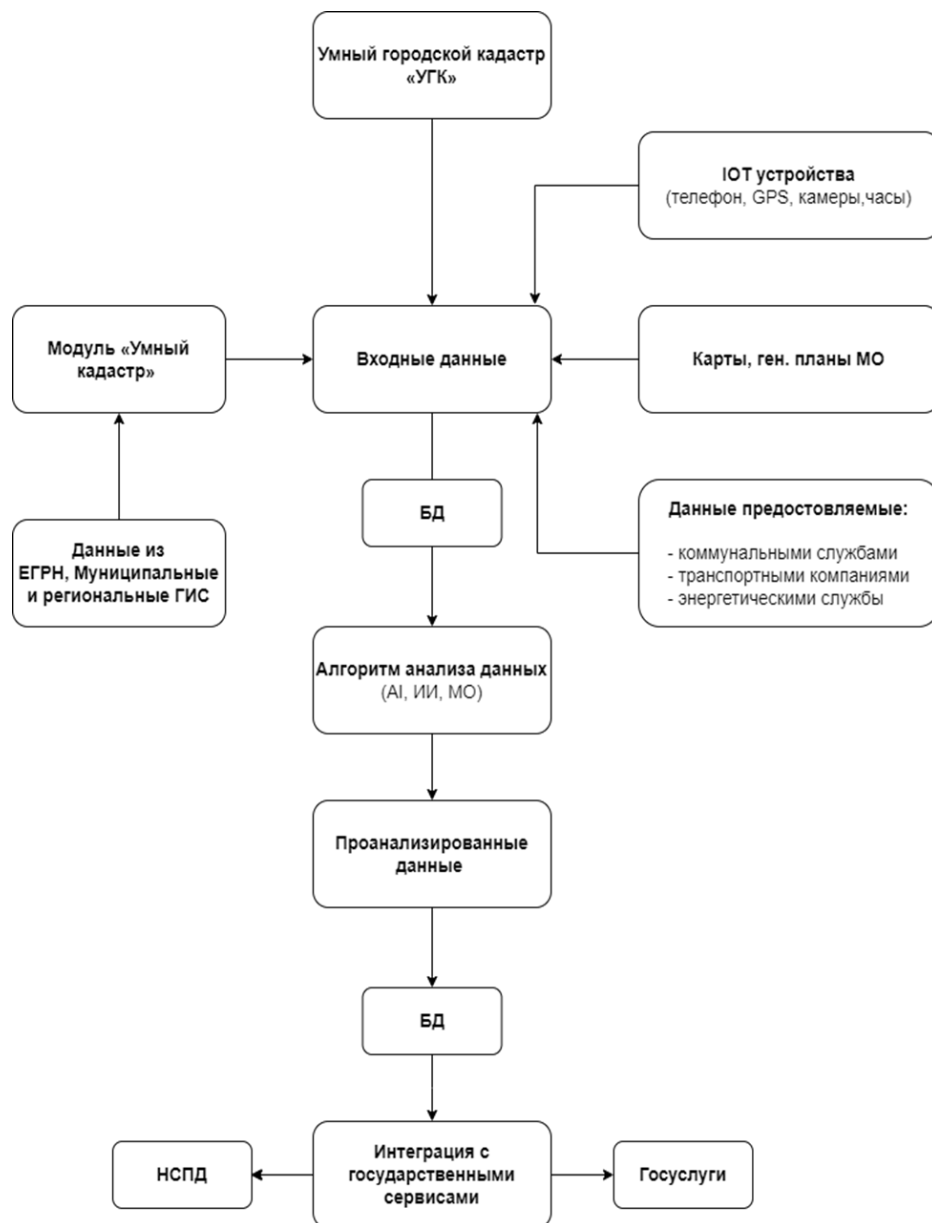 Умный городской кадастр
«УГК»
IOT устройства
(телефон, GPS, камеры,часы)
Модуль «Умный
кадастр»
Входные данные
Карты, ген. планы МО
БД
Данные из
ЕГРН, Муниципальные
и региональные ГИС
Данные предостовляемые:
- коммунальными службами
- транспортными компаниями
- энергетическими службы
Алгоритм анализа данных
(AI, ИИ, МО)
Проанализированные
данные
БД
НСПД
Интеграция с
государственными
сервисами
Госуслуги